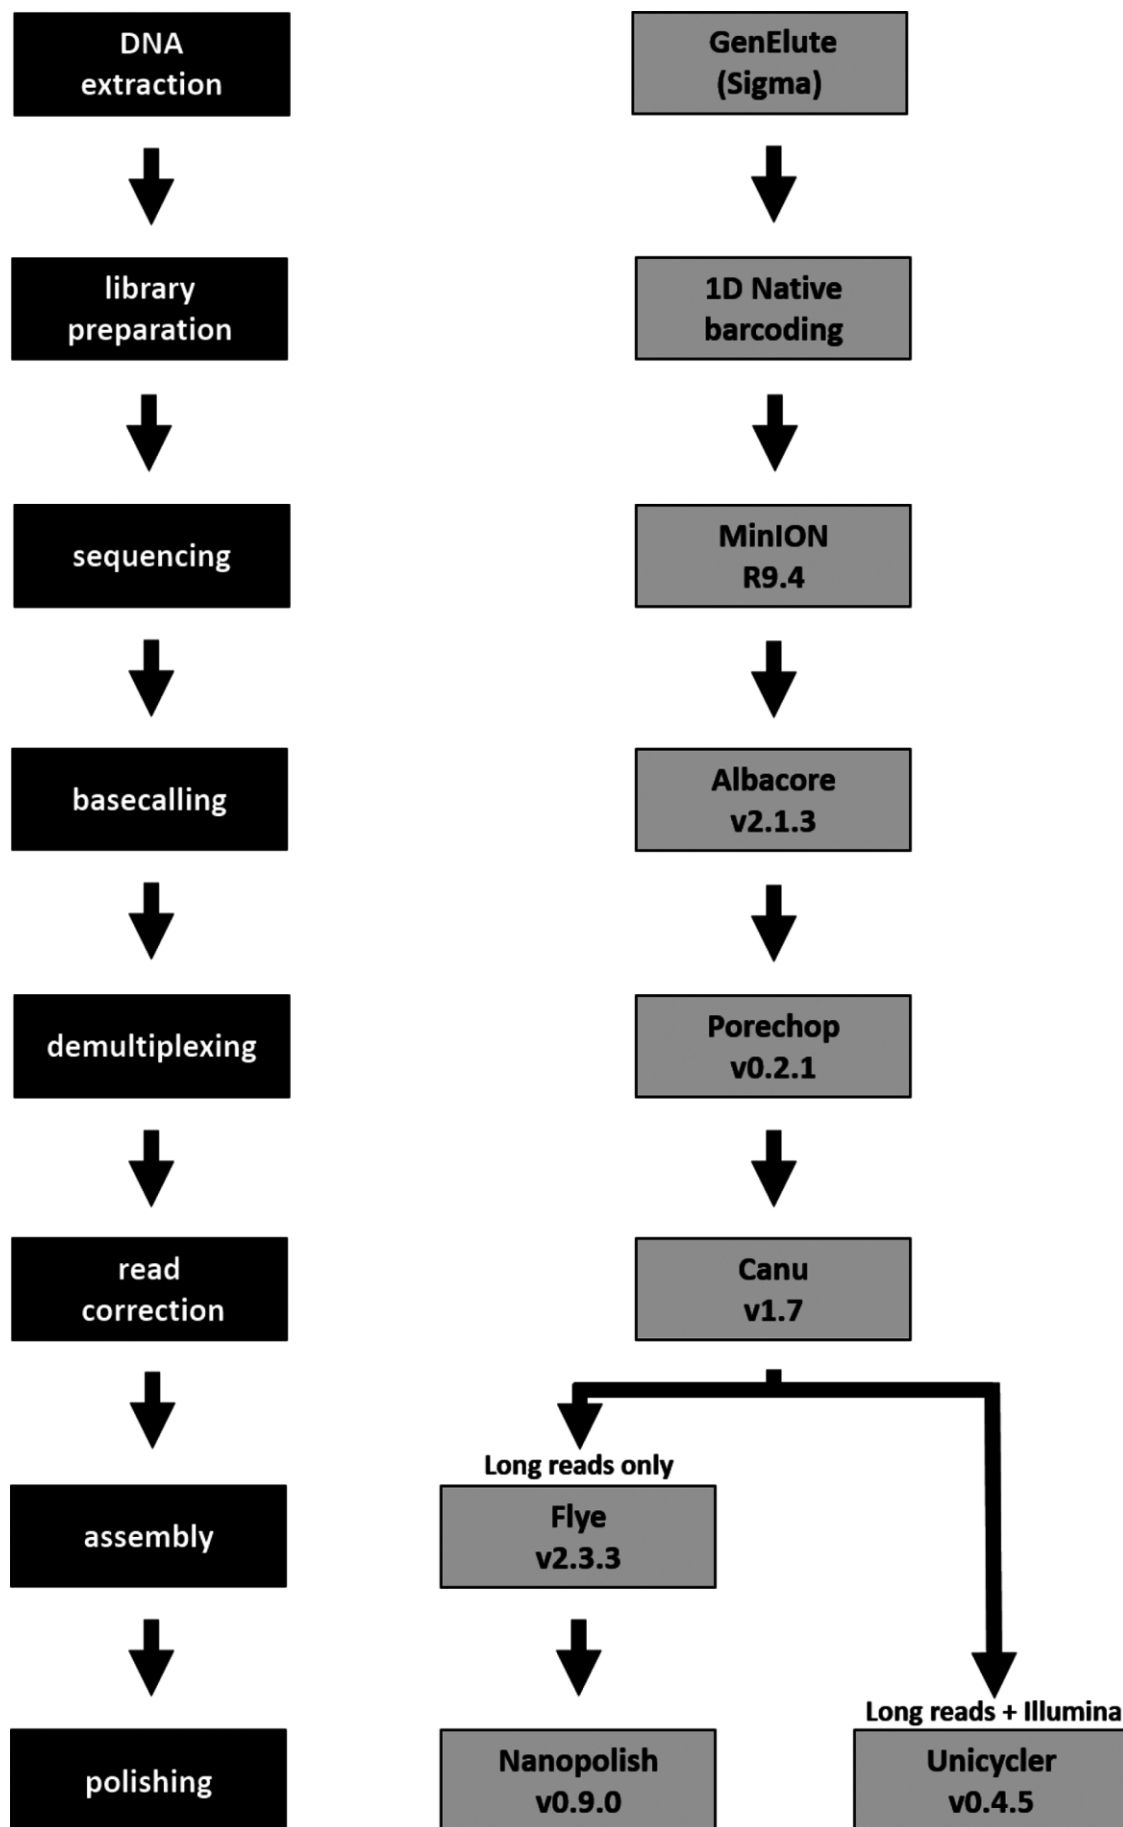 DNA
extraction
GenElute
(Sigma)
library
preparation
1D Native
barcoding
sequencing
MinION
R9.4
basecalling
Albacore
v2.1.3
demultiplexing
Porechop
v0.2.1
read
correction
Canu
v1.7
Long reads only
assembly
Flye
v2.3.3
Long reads + Illumina
polishing
Nanopolish
v0.9.0
Unicycler
v0.4.5